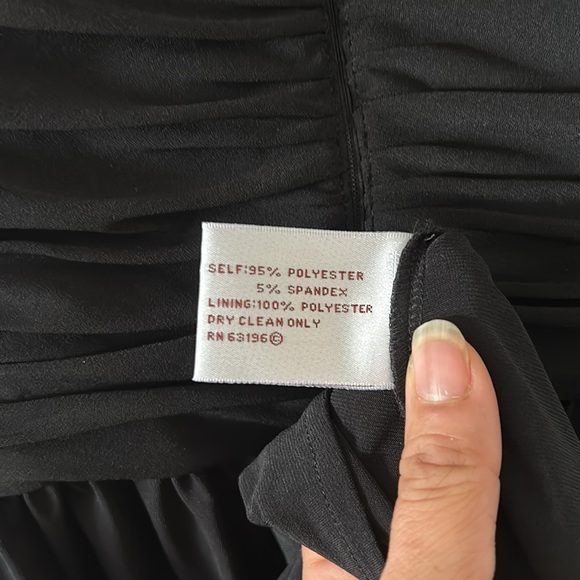 SELF:95% POLYESTER
5% SPANDEX
LINING:100% POLYESTER
DRY CLEAN ONLY
RN 63196©